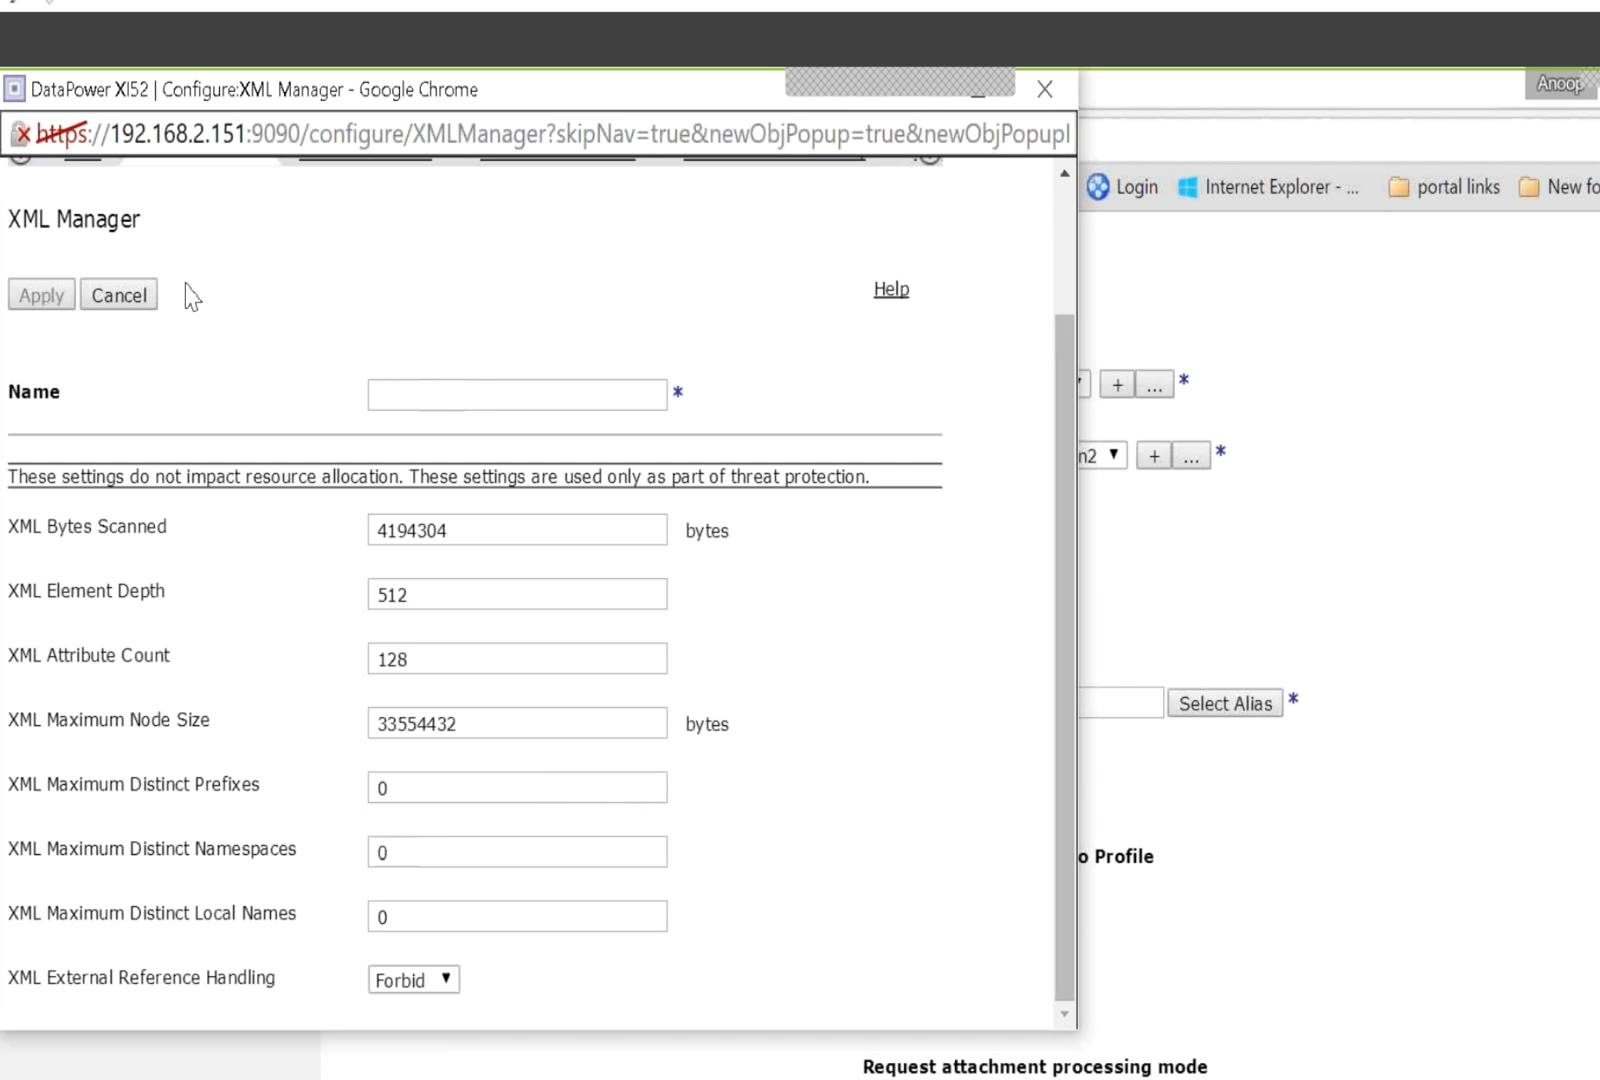 DataPower XI52 | Configure:XML Manager - Google Chrome
Anoop
https://192.168.2.151:9090/configure/XMLManager?skipNav=true&newObjPopup=true&newObjPopupI
Login
Internet Explorer - ...
portal links
New fo
XML Manager
Apply
Cancel
Help
+
...
*
Name
*
n2
+
...
*
These settings do not impact resource allocation. These settings are used only as part of threat protection.
XML Bytes Scanned
4194304
bytes
XML Element Depth
512
XML Attribute Count
128
Select Alias
*
XML Maximum Node Size
33554432
bytes
XML Maximum Distinct Prefixes
0
XML Maximum Distinct Namespaces
0
o Profile
XML Maximum Distinct Local Names
0
XML External Reference Handling
Forbid
Request attachment processing mode